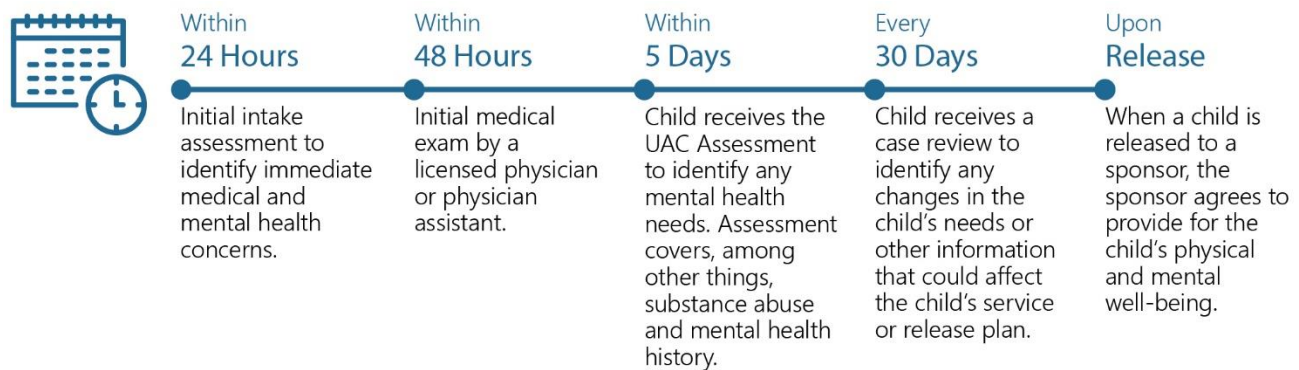 Within
24 Hours
Initial intake
assessment to
identify immediate
medical and
mental health
concerns.
Within
48 Hours
Initial medical
exam by a
licensed physician
or physician
assistant.
Within
5 Days
Child receives the
UAC Assessment
to identify any
mental health
needs. Assessment
covers, among
other things,
substance abuse
and mental health
history.
Every
30 Days
Child receives a
case review to
identify any
changes in the
child’s needs or
other information
that could affect
the child’s service
or release plan.
Upon
Release
When a child is
released to a
sponsor, the
sponsor agrees to
provide for the
child’s physical
and mental
well-being.